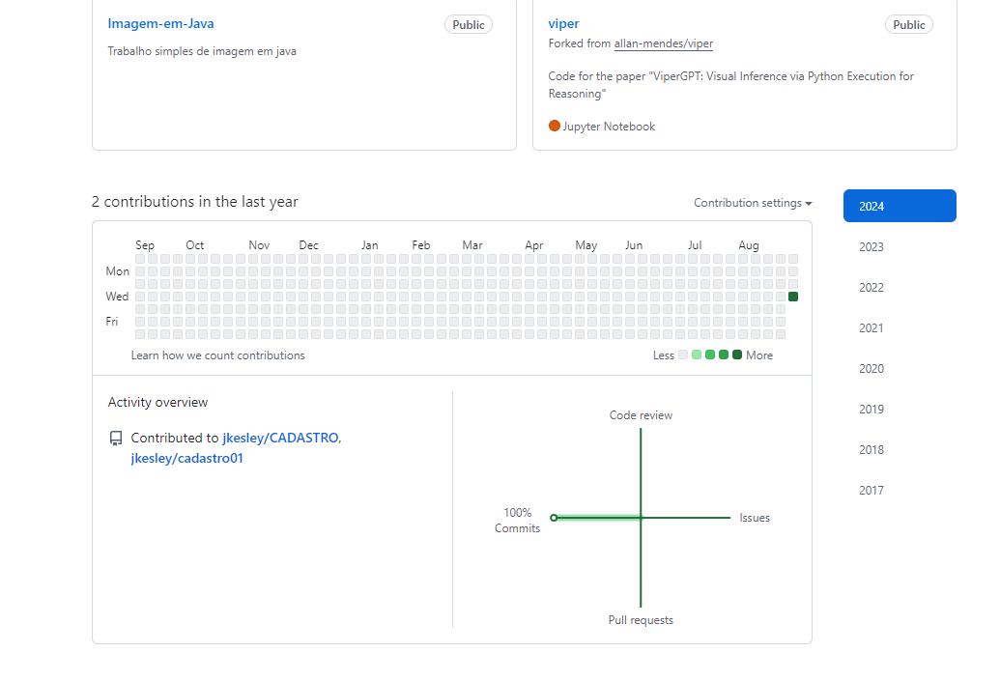 Imagem-em-Java
Public
Trabalho simples de imagem em java
viper
Public
Forked from allan-mendes/viper
Code for the paper "ViperGPT: Visual Inference via Python Execution for
Reasoning"
Jupyter Notebook
2 contributions in the last year
Contribution settings
2024
2023
2022
2021
2020
2019
2018
2017
Sep Oct Nov Dec Jan Feb Mar Apr May Jun Jul Aug
Mon
Wed
Fri
Learn how we count contributions
Less
More
Activity overview
Contributed to jkesley/CADASTRO,
jkesley/cadastro01
Code review
100%
Commits
Issues
Pull requests